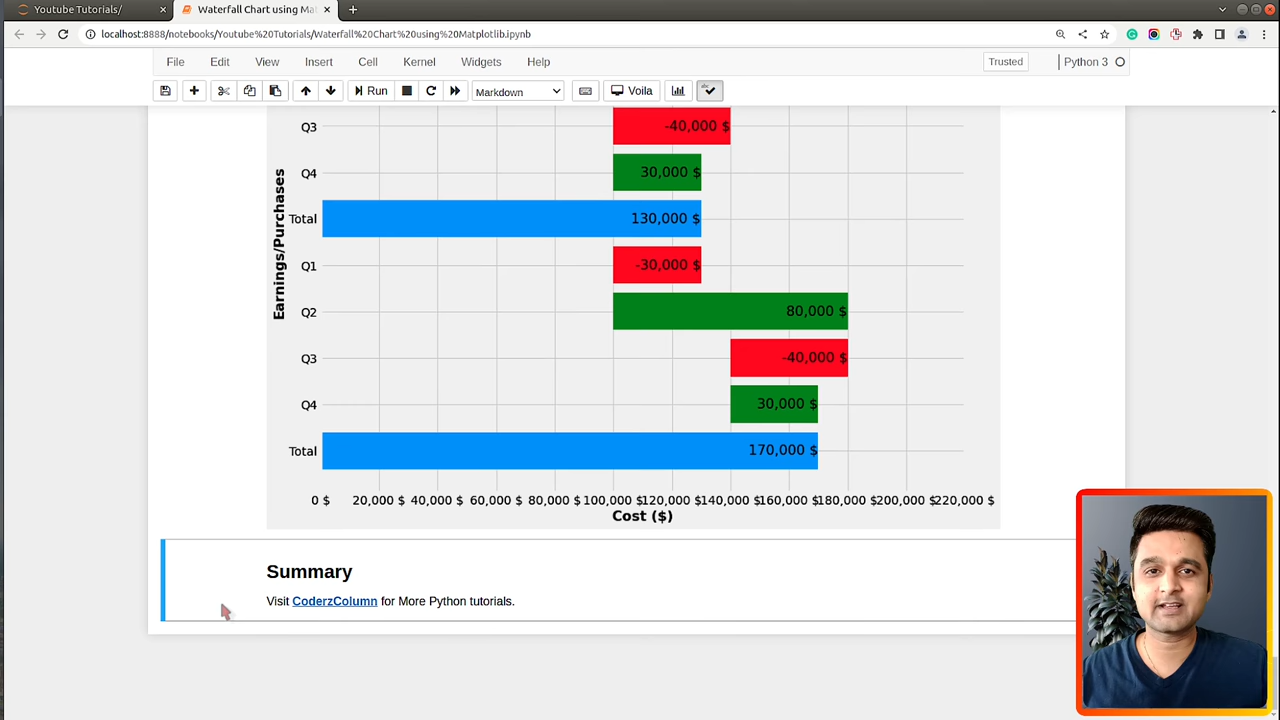 Youtube Tutorials/
Waterfall Chart using Mat
localhost:8888/notebooks/Youtube%20Tutorials/Waterfall%20Chart%20using%20Matplotlib.ipynb
File Edit View Insert Cell Kernel Widgets Help Trusted Python 3
Run Markdown Voila
Q3 -40,000 $
Q4 30,000 $
Total 130,000 $
Q1 -30,000 $
Q2 80,000 $
Q3 -40,000 $
Q4 30,000 $
Total 170,000 $
Earnings/Purchases
0 $ 20,000 $ 40,000 $ 60,000 $ 80,000 $ 100,000 $ 120,000 $ 140,000 $ 160,000 $ 180,000 $ 200,000 $ 220,000 $
Cost ($)
Summary
Visit CoderzColumn for More Python tutorials.